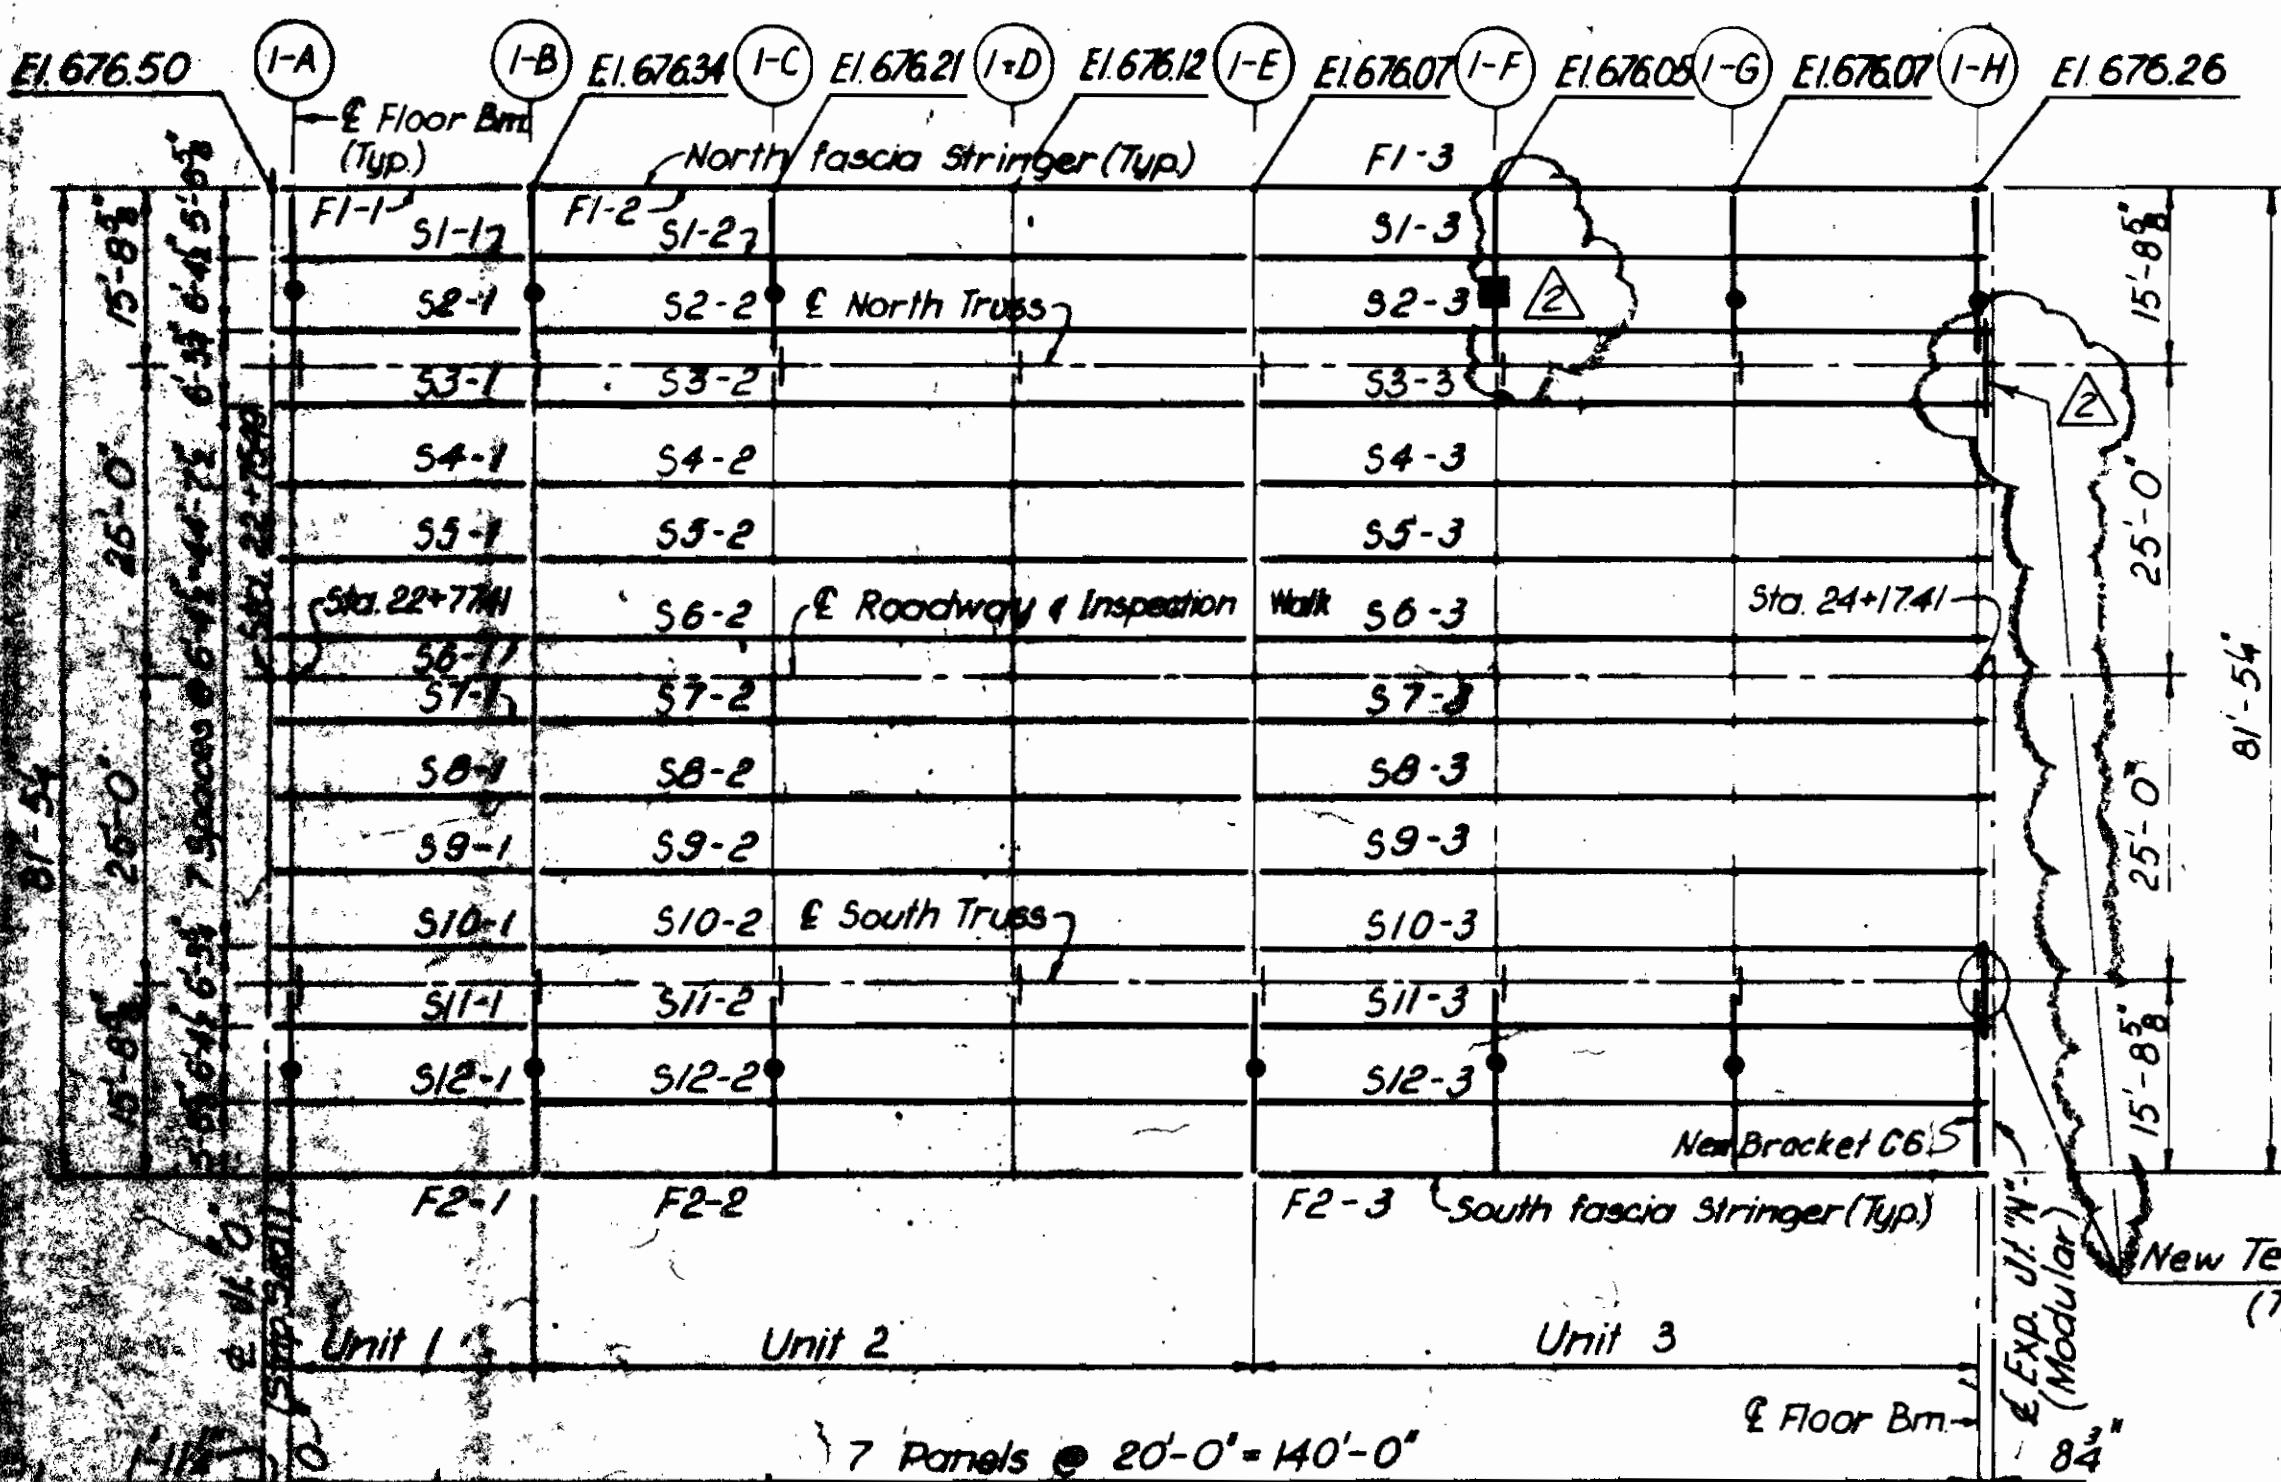 El. 676.50
1-A
1-B
El. 676.34
1-C
El. 676.21
1-D
El. 676.12
1-E
El. 676.07
1-F
El. 676.05
1-G
El. 676.07
1-H
El. 676.26
℄ Floor Bm.
(Typ.)
North fascia Stringer (Typ.)
F1-1
F1-2
F1-3
S1-1
S1-2
S1-3
S2-1
S2-2
℄ North Truss
S2-3
2
S3-1
S3-2
S3-3
2
S4-1
S4-2
S4-3
S5-1
S5-2
S5-3
Sta. 22+77.41
S6-2
℄ Roadway & Inspection Walk
S6-3
Sta. 24+17.41
S6-1
S7-1
S7-2
S7-3
S8-1
S8-2
S8-3
S9-1
S9-2
S9-3
S10-1
S10-2
℄ South Truss
S10-3
S11-1
S11-2
S11-3
S12-1
S12-2
S12-3
New Bracket C6
F2-1
F2-2
F2-3
South fascia Stringer (Typ.)
81'-5¼"
15'-8⅝"
25'-0"
25'-0"
15'-8⅝"
7 Spaces @ 6'-4½"=44'-7½"
15'-8⅝"
25'-0"
25'-0"
15'-8⅝"
81'-5¼"
℄ Jt. "O"
(Strip Seal)
℄ Exp. Jt. "N"
(Modular)
New
Unit 1
Unit 2
Unit 3
℄ Floor Bm.
7 Panels @ 20'-0" = 140'-0"
8¾"